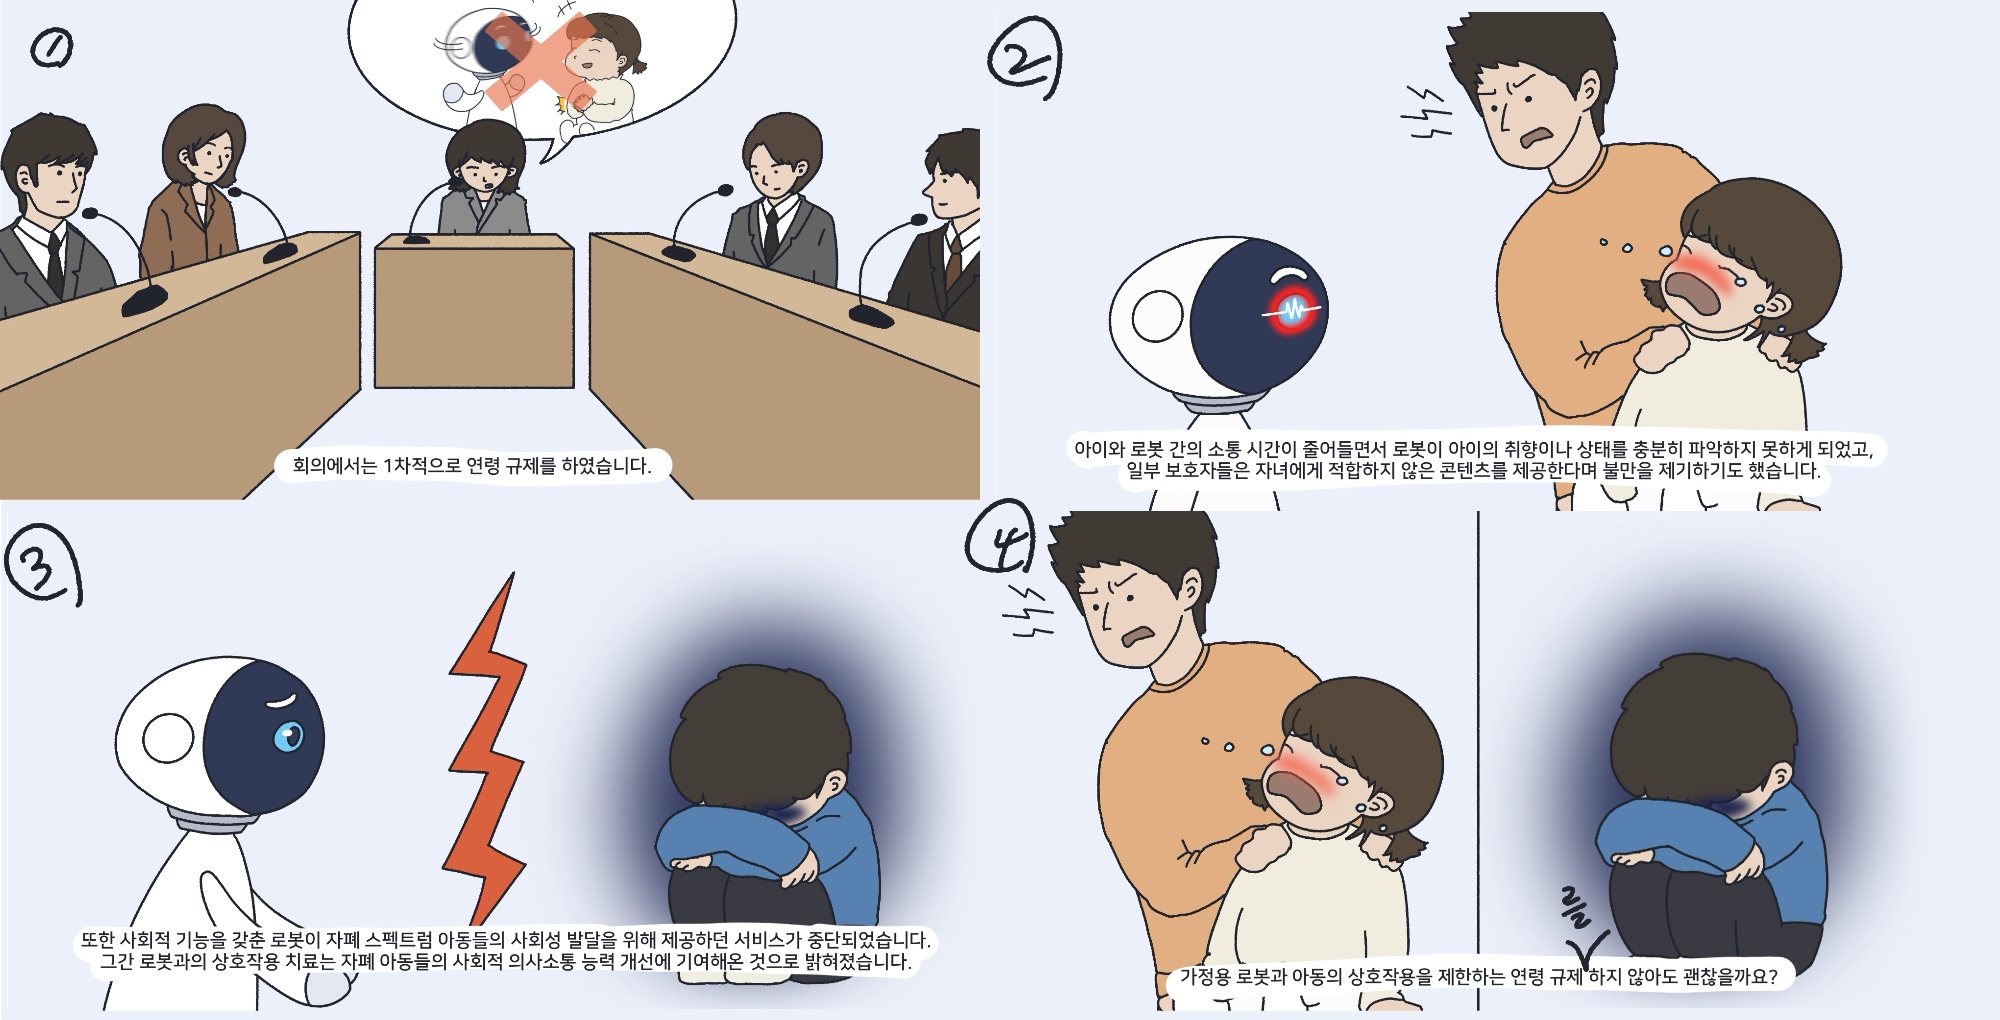 ①
회의에서는 1차적으로 연령 규제를 하였습니다.
②
아이와 로봇 간의 소통 시간이 줄어들면서 로봇이 아이의 취향이나 상태를 충분히 파악하지 못하게 되었고,
일부 보호자들은 자녀에게 적합하지 않은 콘텐츠를 제공한다며 불만을 제기하기도 했습니다.
③
또한 사회적 기능을 갖춘 로봇이 자폐 스펙트럼 아동들의 사회성 발달을 위해 제공하던 서비스가 중단되었습니다.
그간 로봇과의 상호작용 치료는 자폐 아동들의 사회적 의사소통 능력 개선에 기여해온 것으로 밝혀졌습니다.
④
를
가정용 로봇과 아동의 상호작용을 제한하는 연령 규제 하지 않아도 괜찮을까요?